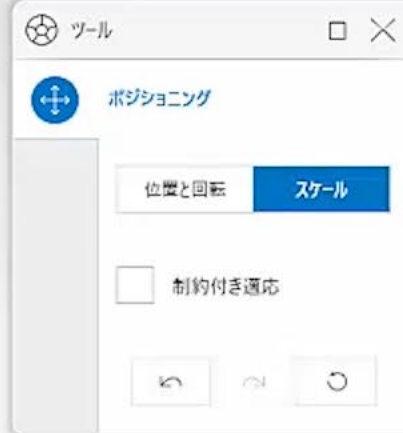 ツール
ポジショニング
位置と回転
スケール
制約付き適応